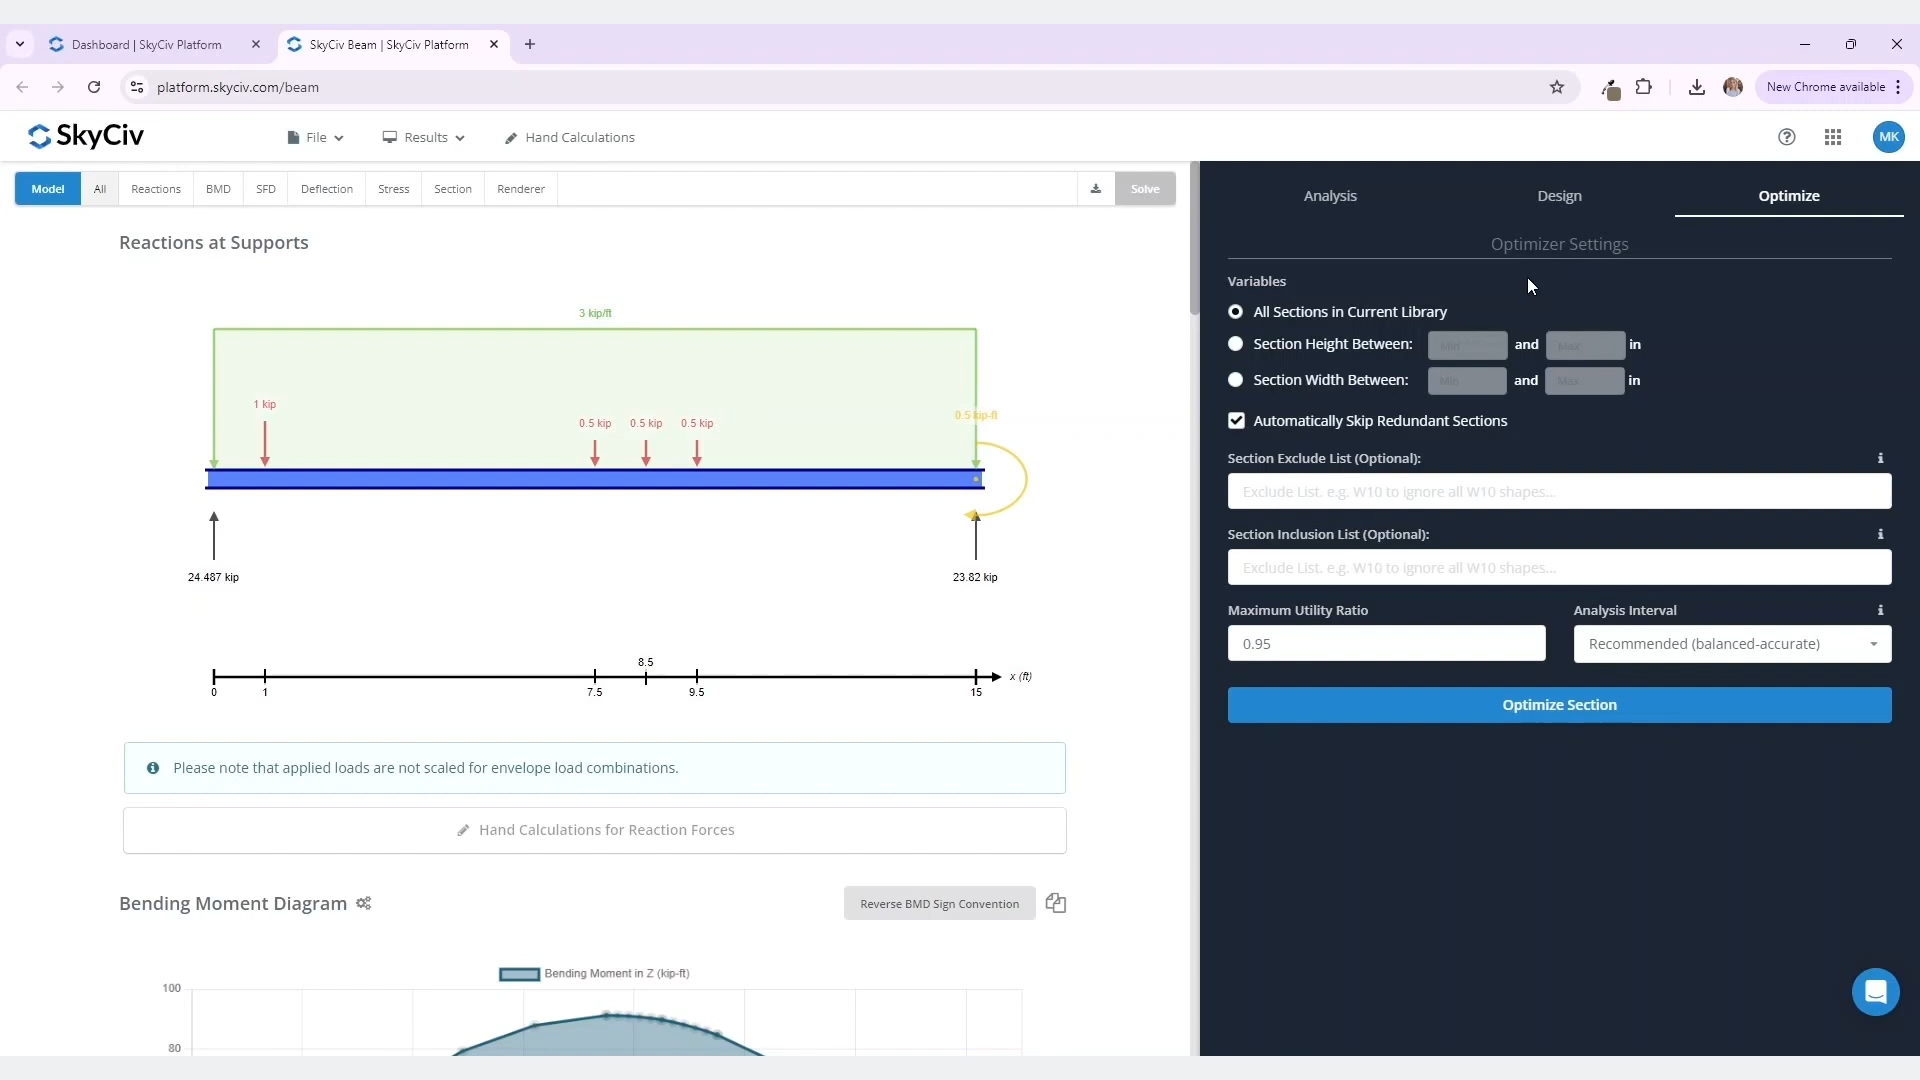 Dashboard | SkyCiv Platform
SkyCiv Beam | SkyCiv Platform
platform.skyciv.com/beam
New Chrome available
SkyCiv
File
Results
Hand Calculations
MK
Model
All
Reactions
BMD
SFD
Deflection
Stress
Section
Renderer
Solve
Reactions at Supports
3 kip/ft
1 kip
0.5 kip
0.5 kip
0.5 kip
0.5 kip-ft
24.487 kip
23.82 kip
8.5
x (ft)
0
1
7.5
9.5
15
Please note that applied loads are not scaled for envelope load combinations.
Hand Calculations for Reaction Forces
Bending Moment Diagram
Reverse BMD Sign Convention
Bending Moment in Z (kip-ft)
100
80
Analysis
Design
Optimize
Optimizer Settings
Variables
All Sections in Current Library
Section Height Between: Min and Max in
Section Width Between: Min and Max in
Automatically Skip Redundant Sections
Section Exclude List (Optional):
Exclude List. e.g. W10 to ignore all W10 shapes...
Section Inclusion List (Optional):
Exclude List. e.g. W10 to ignore all W10 shapes...
Maximum Utility Ratio
Analysis Interval
0.95
Recommended (balanced-accurate)
Optimize Section